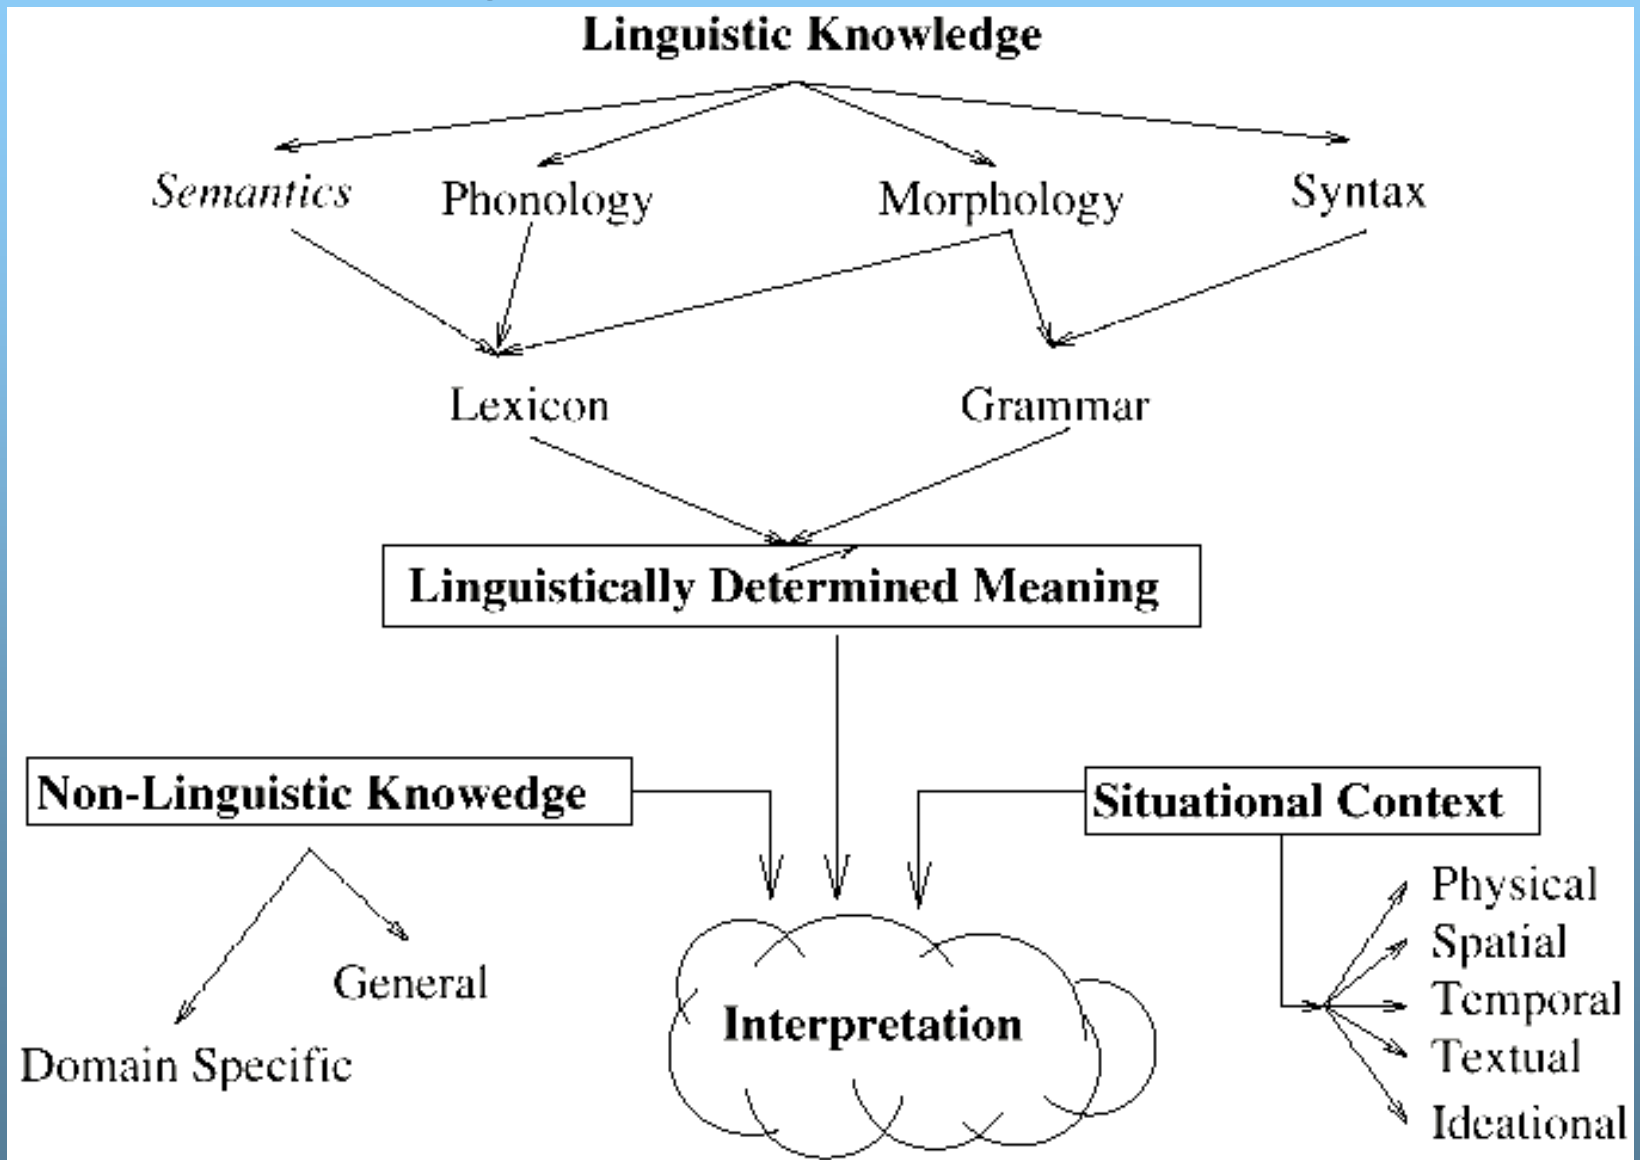 Linguistic Knowledge
Semantics
Phonology
Morphology
Syntax
Lexicon
Grammar
Linguistically Determined Meaning
Non-Linguistic Knowedge
Situational Context
General
Domain Specific
Interpretation
Physical
Spatial
Temporal
Textual
Ideational